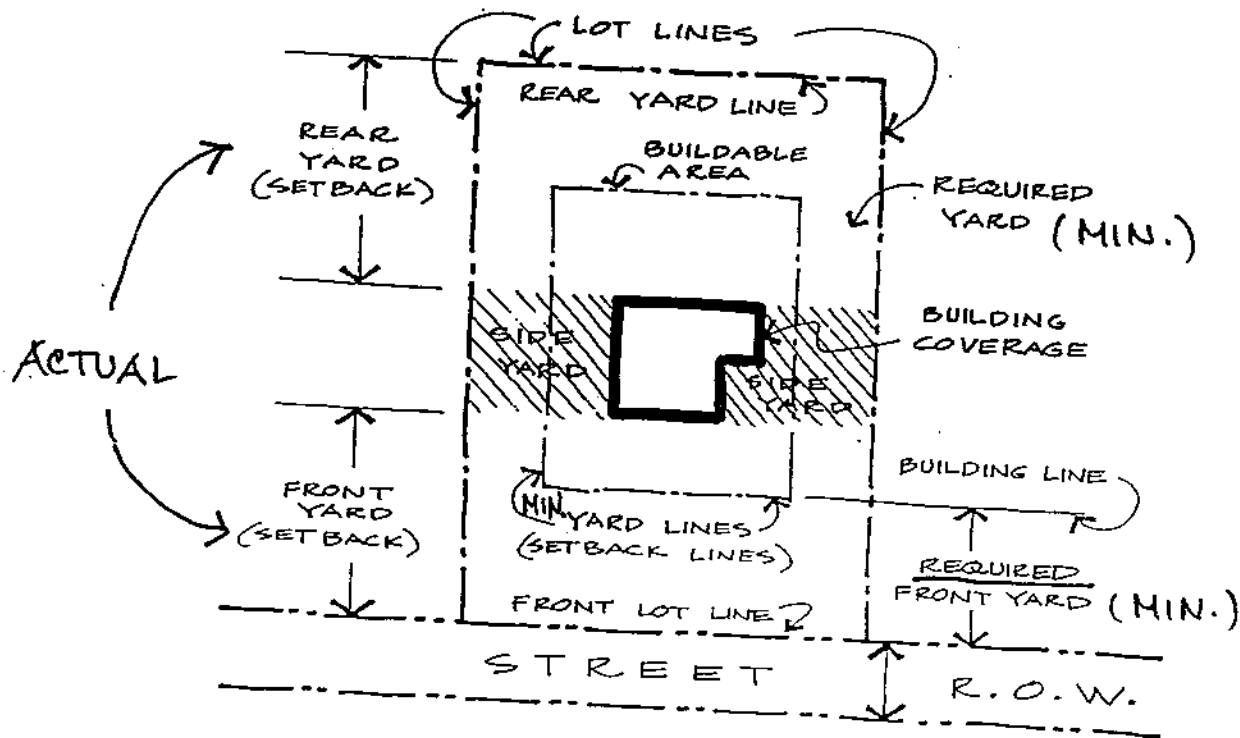 LOT LINES
REAR YARD LINE
REAR
YARD
(SETBACK)
BUILDABLE
AREA
REQUIRED
YARD (MIN.)
BUILDING
COVERAGE
SIDE
YARD
SIDE
YARD
ACTUAL
BUILDING LINE
FRONT
YARD
(SETBACK)
MIN. YARD LINES
(SETBACK LINES)
REQUIRED
FRONT YARD (MIN.)
FRONT LOT LINE
STREET
R.O.W.